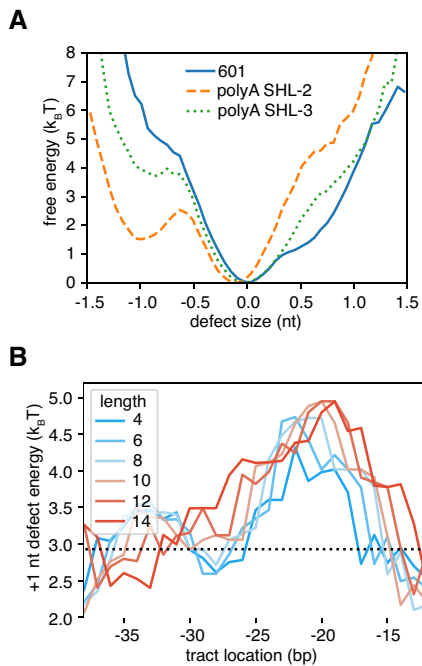 A
8
7
6
5
4
3
2
1
0
free energy (kBT)
601
polyA SHL-2
polyA SHL-3
-1.5 -1.0 -0.5 0.0 0.5 1.0 1.5
defect size (nt)
B
5.0
4.5
4.0
3.5
3.0
2.5
2.0
+1 nt defect energy (kBT)
length
4
6
8
10
12
14
-35 -30 -25 -20 -15
tract location (bp)